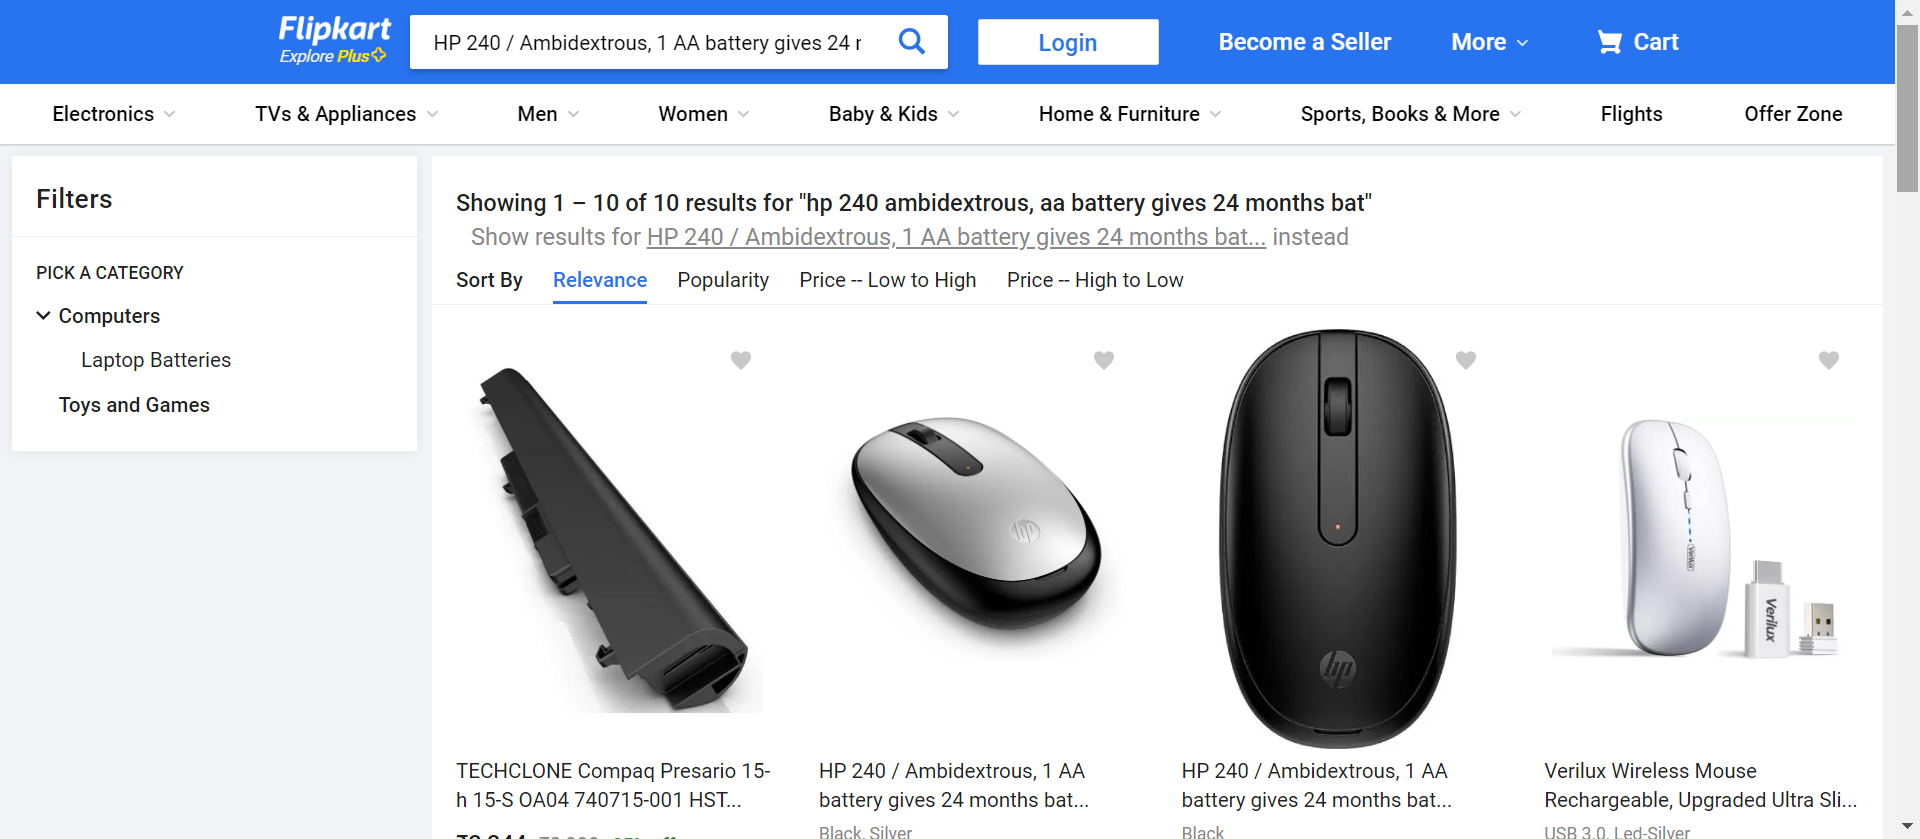 Flipkart
Explore Plus
HP 240 / Ambidextrous, 1 AA battery gives 24 r
Login
Become a Seller
More
Cart
Electronics
TVs & Appliances
Men
Women
Baby & Kids
Home & Furniture
Sports, Books & More
Flights
Offer Zone
Filters
PICK A CATEGORY
Computers
Laptop Batteries
Toys and Games
Showing 1 – 10 of 10 results for "hp 240 ambidextrous, aa battery gives 24 months bat"
Show results for HP 240 / Ambidextrous, 1 AA battery gives 24 months bat... instead
Sort By
Relevance
Popularity
Price -- Low to High
Price -- High to Low
hp
hp
Verilux
Verilux
TECHCLONE Compaq Presario 15-
h 15-S OA04 740715-001 HST...
HP 240 / Ambidextrous, 1 AA
battery gives 24 months bat...
Black, Silver
HP 240 / Ambidextrous, 1 AA
battery gives 24 months bat...
Black
Verilux Wireless Mouse
Rechargeable, Upgraded Ultra Sli...
USB 3.0, Led-Silver